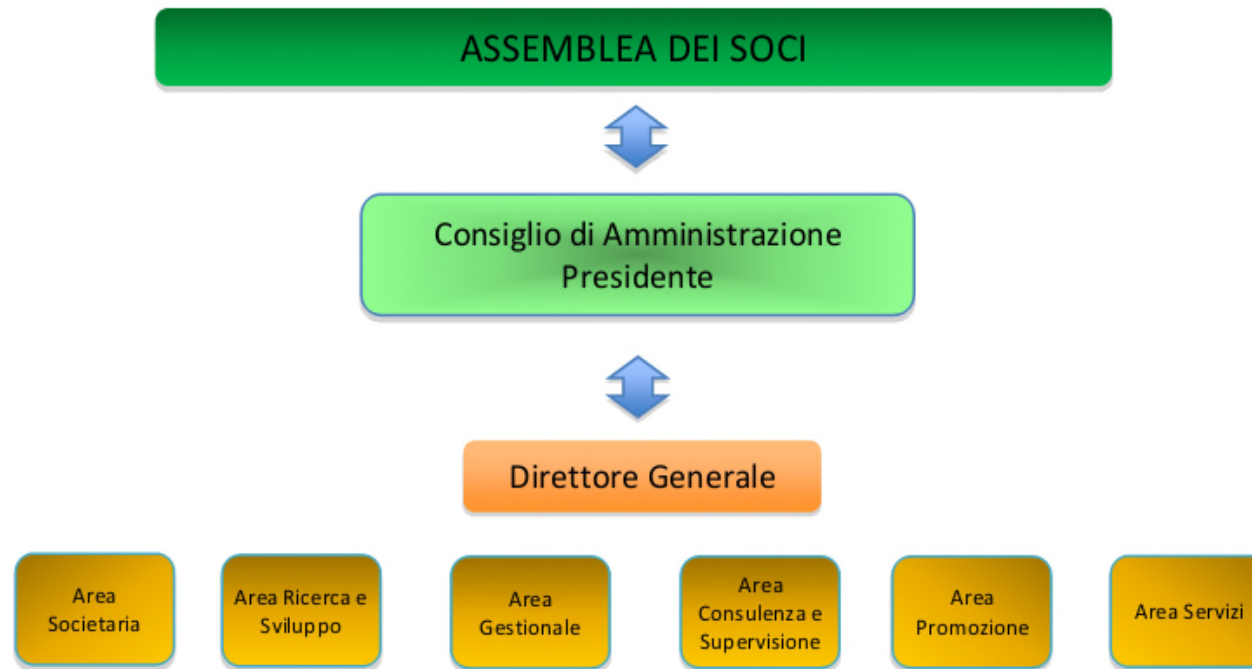 ASSEMBLEA DEI SOCI
Consiglio di Amministrazione
Presidente
Direttore Generale
Area
Societaria
Area Ricerca e
Sviluppo
Area
Gestionale
Area
Consulenza e
Supervisione
Area
Promozione
Area Servizi